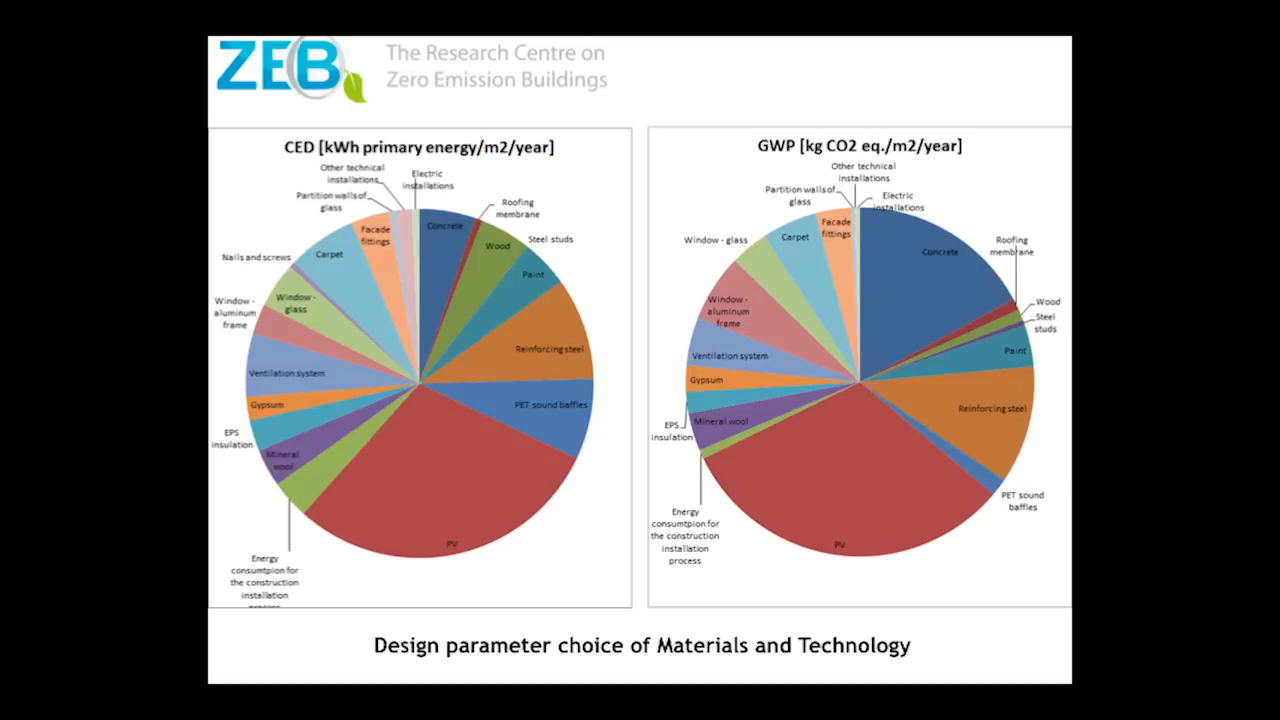 ZEB
The Research Centre on
Zero Emission Buildings
CED [kWh primary energy/m2/year]
Other technical
installations
Electric
installations
Partition walls of
glass
Roofing
membrane
Facade
fittings
Concrete
Wood
Steel studs
Nails and screws
Carpet
Paint
Window -
aluminum
frame
Window -
glass
Reinforcing steel
Ventilation system
PET sound baffles
Gypsum
EPS
insulation
Mineral
wool
PV
Energy
consumtpion for
the construction
installation
process
GWP [kg CO2 eq./m2/year]
Other technical
installations
Partition walls of
glass
Electric
installations
Facade
fittings
Window - glass
Carpet
Concrete
Roofing
membrane
Window -
aluminum
frame
Wood
Steel
studs
Ventilation system
Paint
Gypsum
Reinforcing steel
EPS
insulation
Mineral wool
PET sound
baffles
Energy
consumtpion for
the construction
installation
process
PV
Design parameter choice of Materials and Technology